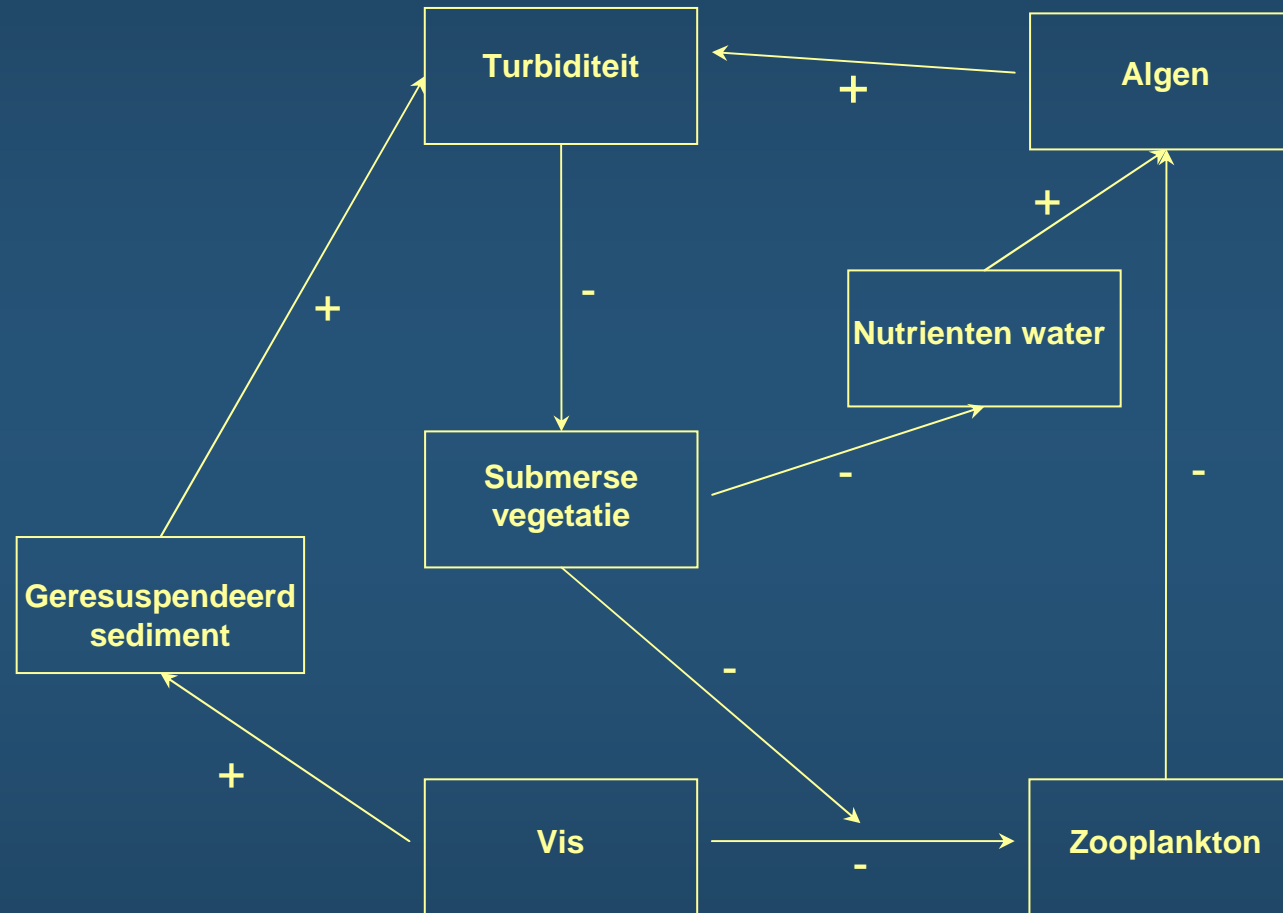 Turbiditeit
Algen
+
+
+
-
Nutrienten water
Submerse
vegetatie
-
-
Geresuspendeerd
sediment
-
+
Vis
Zooplankton
-